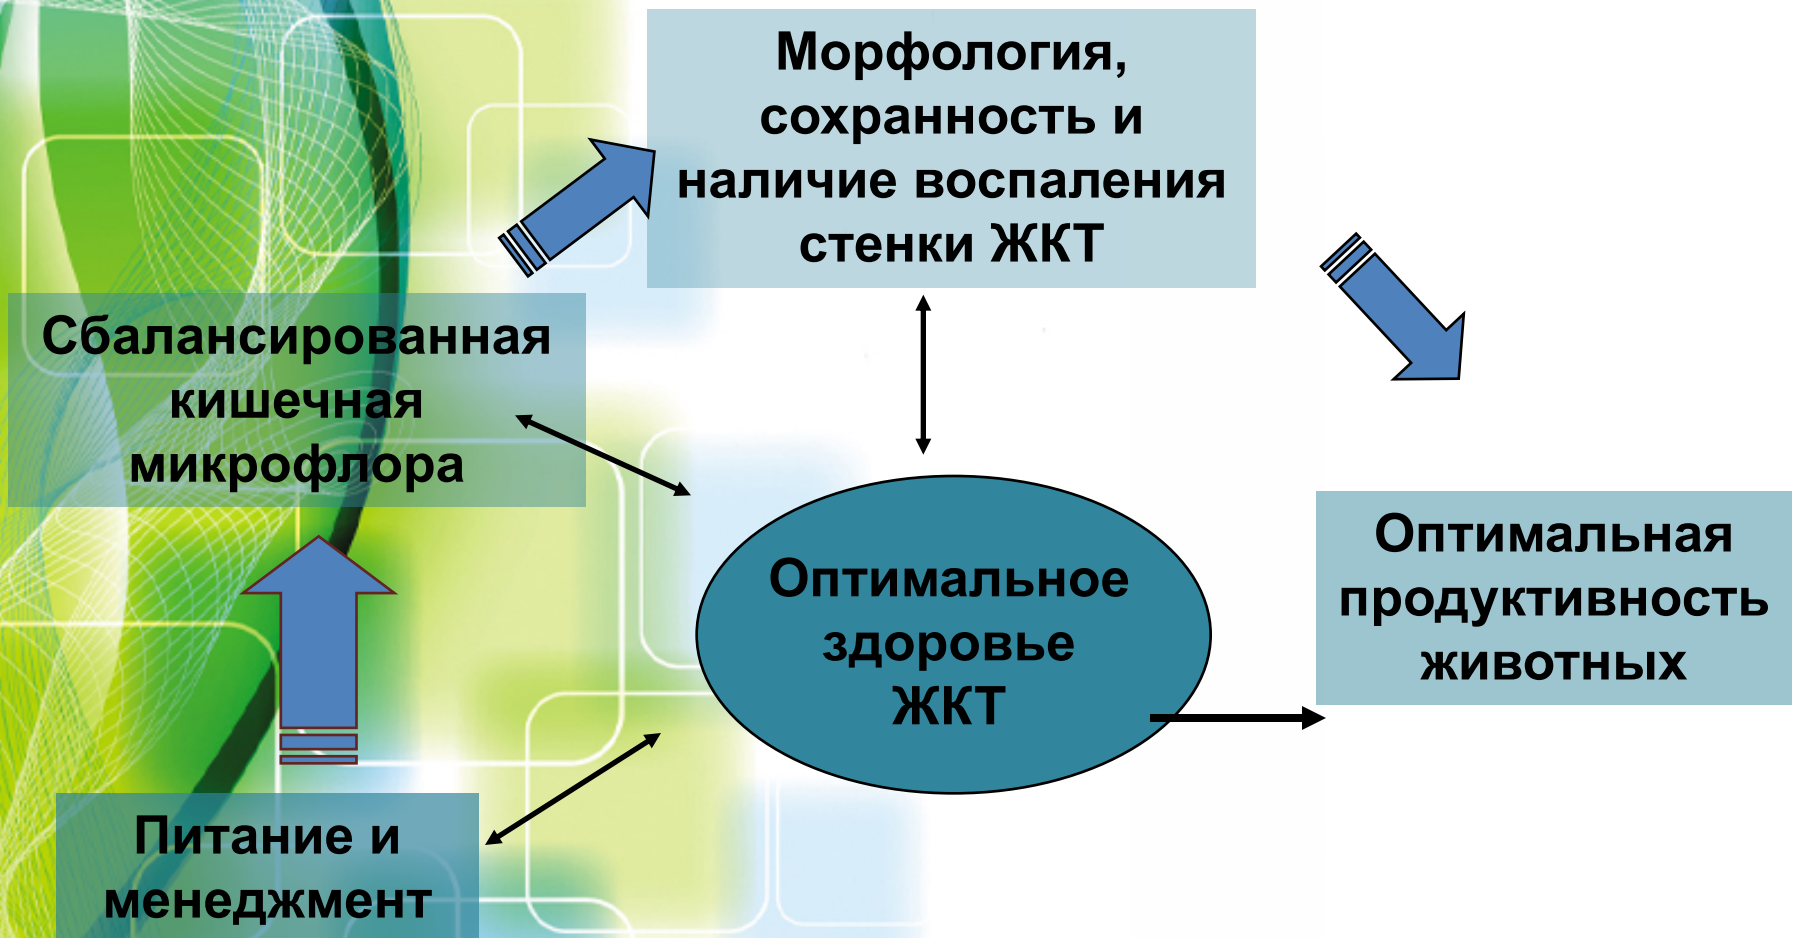 Морфология,
сохранность и
наличие воспаления
стенки ЖКТ
Сбалансированная
кишечная
микрофлора
Оптимальное
здоровье
ЖКТ
Оптимальная
продуктивность
животных
Питание и
менеджмент